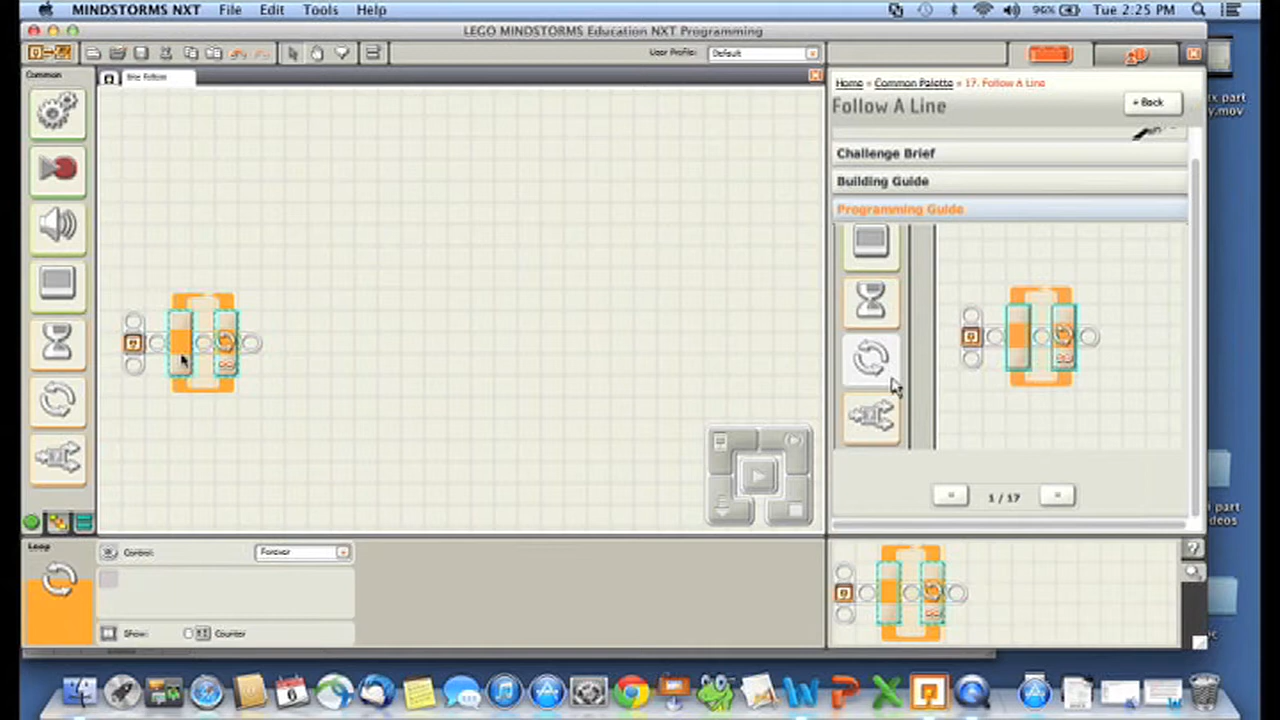 MINDSTORMS NXT File Edit Tools Help
96% Tue 2:25 PM
LEGO MINDSTORMS Education NXT Programming
User Profile: Default
Common
Home » Common Palette » 17. Follow A Line
Follow A Line
Back
Challenge Brief
Building Guide
Programming Guide
1 / 17
Loop
Control: Forever
Show: Counter